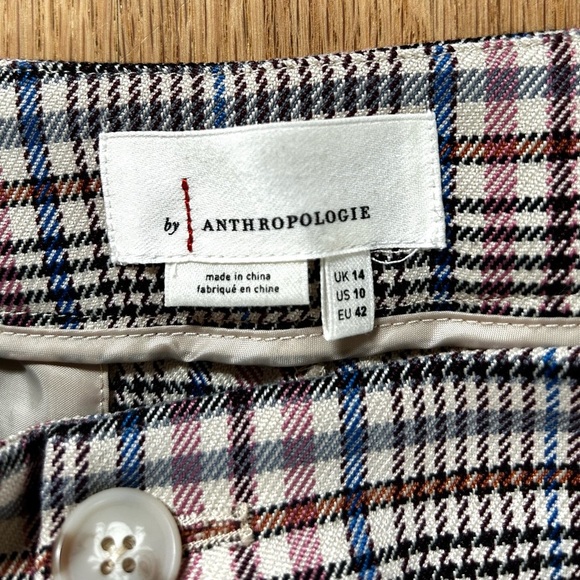 by ANTHROPOLOGIE
made in china
fabriqué en chine
UK 14
US 10
EU 42